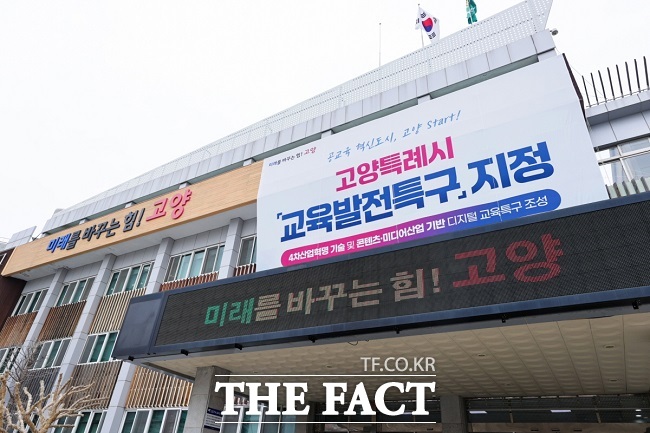 미래를 바꾸는 힘! 고양
공교육 혁신도시, 고양 Start!
고양특례시
「교육발전특구」 지정
4차산업혁명 기술 및 콘텐츠·미디어산업 기반 디지털 교육특구 조성
미래를 바꾸는 힘! 고양
미래를 바꾸는 힘! 고양
TF.CO.KR
THE FACT